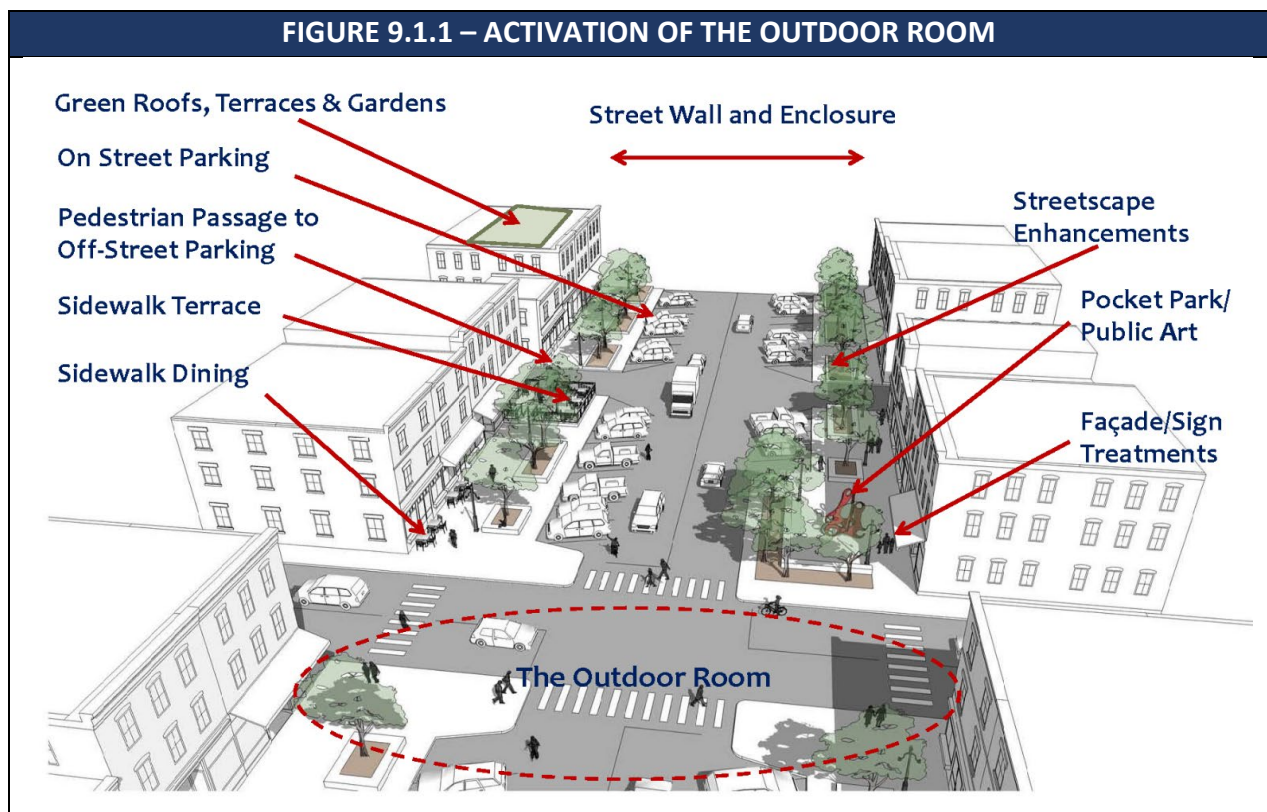 FIGURE 9.1.1 – ACTIVATION OF THE OUTDOOR ROOM
Green Roofs, Terraces & Gardens
On Street Parking
Pedestrian Passage to
Off-Street Parking
Sidewalk Terrace
Sidewalk Dining
Street Wall and Enclosure
Streetscape
Enhancements
Pocket Park/
Public Art
Façade/Sign
Treatments
The Outdoor Room